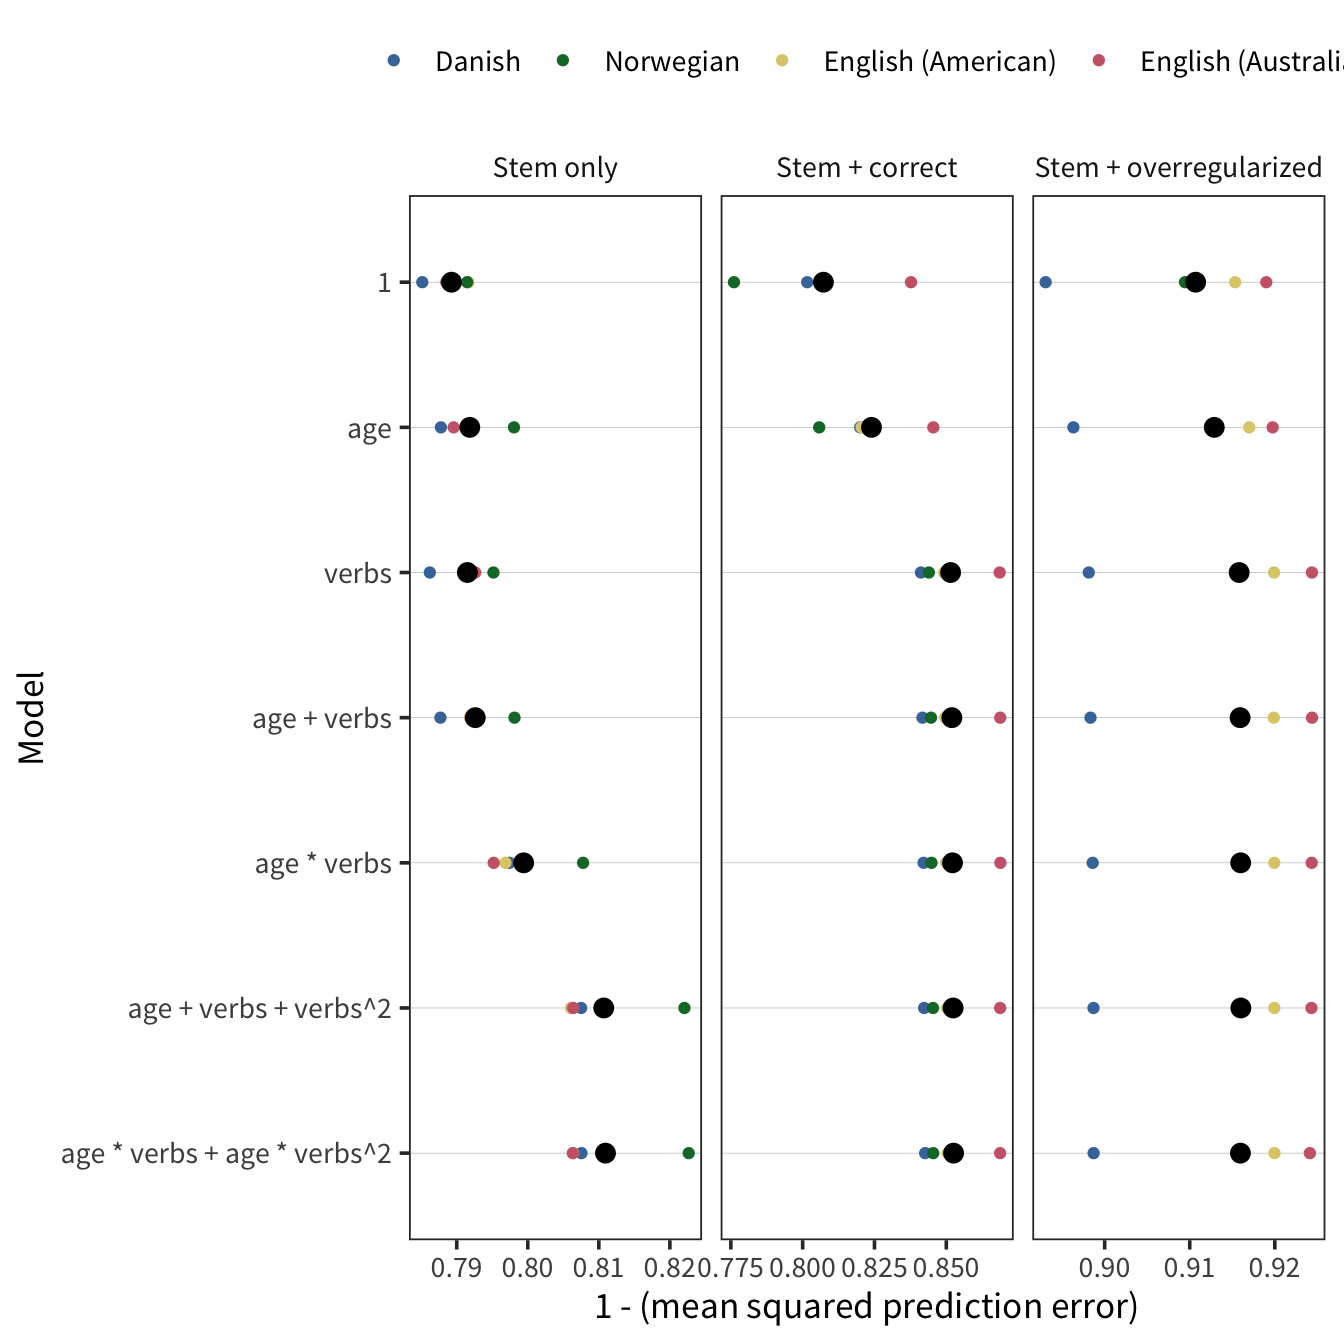 Danish Norwegian English (American) English (Australi
Stem only Stem + correct Stem + overregularized
1
age
verbs
age + verbs
age * verbs
age + verbs + verbs^2
age * verbs + age * verbs^2
Model
0.79 0.80 0.81 0.82 0.775 0.800 0.825 0.850 0.90 0.91 0.92
1 - (mean squared prediction error)